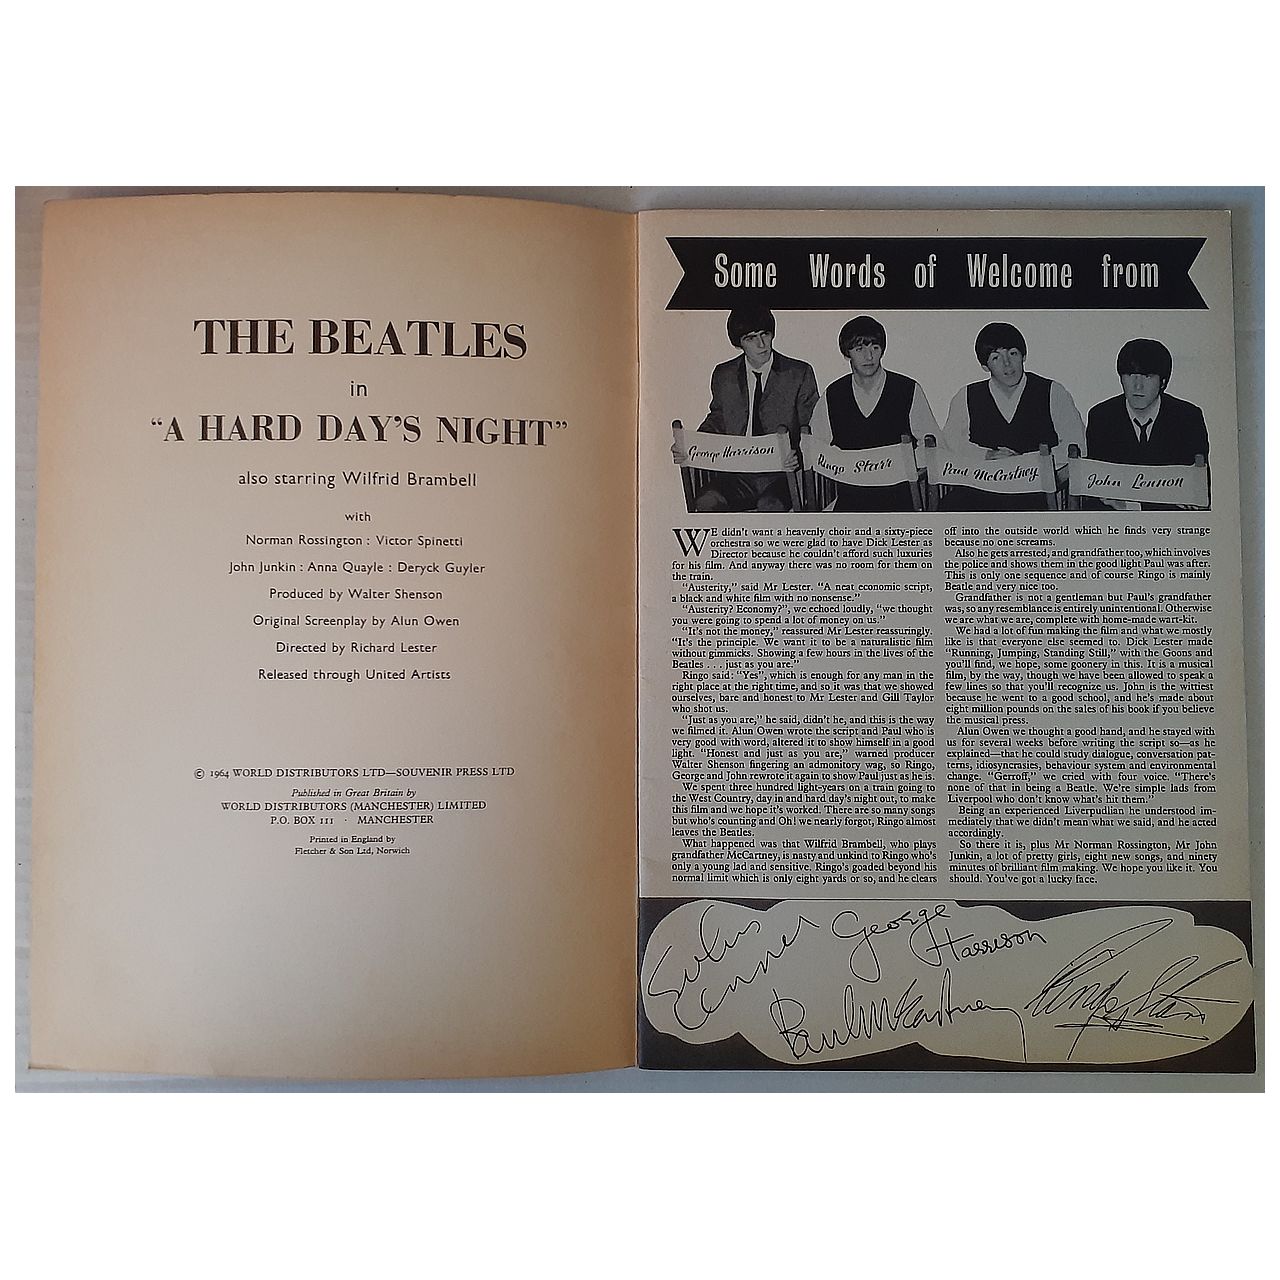 THE BEATLES
in
“A HARD DAY'S NIGHT”
also starring Wilfrid Brambell
with
Norman Rossington : Victor Spinetti
John Junkin : Anna Quayle : Deryck Guyler
Produced by Walter Shenson
Original Screenplay by Alun Owen
Directed by Richard Lester
Released through United Artists
© 1964 WORLD DISTRIBUTORS LTD—SOUVENIR PRESS LTD
Published in Great Britain by
WORLD DISTRIBUTORS (MANCHESTER) LIMITED
P.O. BOX 111 · MANCHESTER
Printed in England by
Fletcher & Son Ltd, Norwich
Some Words of Welcome from
George Harrison
Ringo Starr
Paul McCartney
John Lennon
WE didn't want a heavenly choir and a sixty-piece
orchestra so we were glad to have Dick Lester as
Director because he couldn't afford such luxuries
for his film. And anyway there was no room for them on
the train.
“Austerity,” said Mr Lester. “A neat economic script,
a black and white film with no nonsense.”
“Austerity? Economy?”, we echoed loudly, “we thought
you were going to spend a lot of money on us.”
“It's not the money,” reassured Mr Lester reassuringly.
“It's the principle. We want it to be a naturalistic film
without gimmicks. Showing a few hours in the lives of the
Beatles . . . just as you are.”
Ringo said: “Yes”, which is enough for any man in the
right place at the right time, and so it was that we showed
ourselves, bare and honest to Mr Lester and Gill Taylor
who shot us.
“Just as you are,” he said, didn't he, and this is the way
we filmed it. Alun Owen wrote the script and Paul who is
very good with word, altered it to show himself in a good
light. “Honest and just as you are,” warned producer
Walter Shenson fingering an admonitory wag, so Ringo,
George and John rewrote it again to show Paul just as he is.
We spent three hundred light-years on a train going to
the West Country, day in and hard day's night out, to make
this film and we hope it's worked. There are so many songs
but who's counting and Oh! we nearly forgot, Ringo almost
leaves the Beatles.
What happened was that Wilfrid Brambell, who plays
grandfather McCartney, is nasty and unkind to Ringo who's
only a young lad and sensitive. Ringo's goaded beyond his
normal limit which is only eight yards or so, and he clears
off into the outside world which he finds very strange
because no one screams.
Also he gets arrested, and grandfather too, which involves
the police and shows them in the good light Paul was after.
This is only one sequence and of course Ringo is mainly
Beatle and very nice too.
Grandfather is not a gentleman but Paul's grandfather
was, so any resemblance is entirely unintentional. Otherwise
we are what we are, complete with home-made wart-kit.
We had a lot of fun making the film and what we mostly
like is that everyone else seemed to. Dick Lester made
“Running, Jumping, Standing Still,” with the Goons and
you'll find, we hope, some goonery in this. It is a musical
film, by the way, though we have been allowed to speak a
few lines so that you'll recognize us. John is the wittiest
because he went to a good school, and he's made about
eight million pounds on the sales of his book if you believe
the musical press.
Alun Owen we thought a good hand, and he stayed with
us for several weeks before writing the script so—as he
explained—that he could study dialogue, conversation pat-
terns, idiosyncrasies, behaviour system and environmental
change. “Gerroff,” we cried with four voice. “There's
none of that in being a Beatle. We're simple lads from
Liverpool who don't know what's hit them.”
Being an experienced Liverpudlian he understood im-
mediately that we didn't mean what we said, and he acted
accordingly.
So there it is, plus Mr Norman Rossington, Mr John
Junkin, a lot of pretty girls, eight new songs, and ninety
minutes of brilliant film making. We hope you like it. You
should. You've got a lucky face.
George
Harrison
Paul McCartney
Ringo Starr